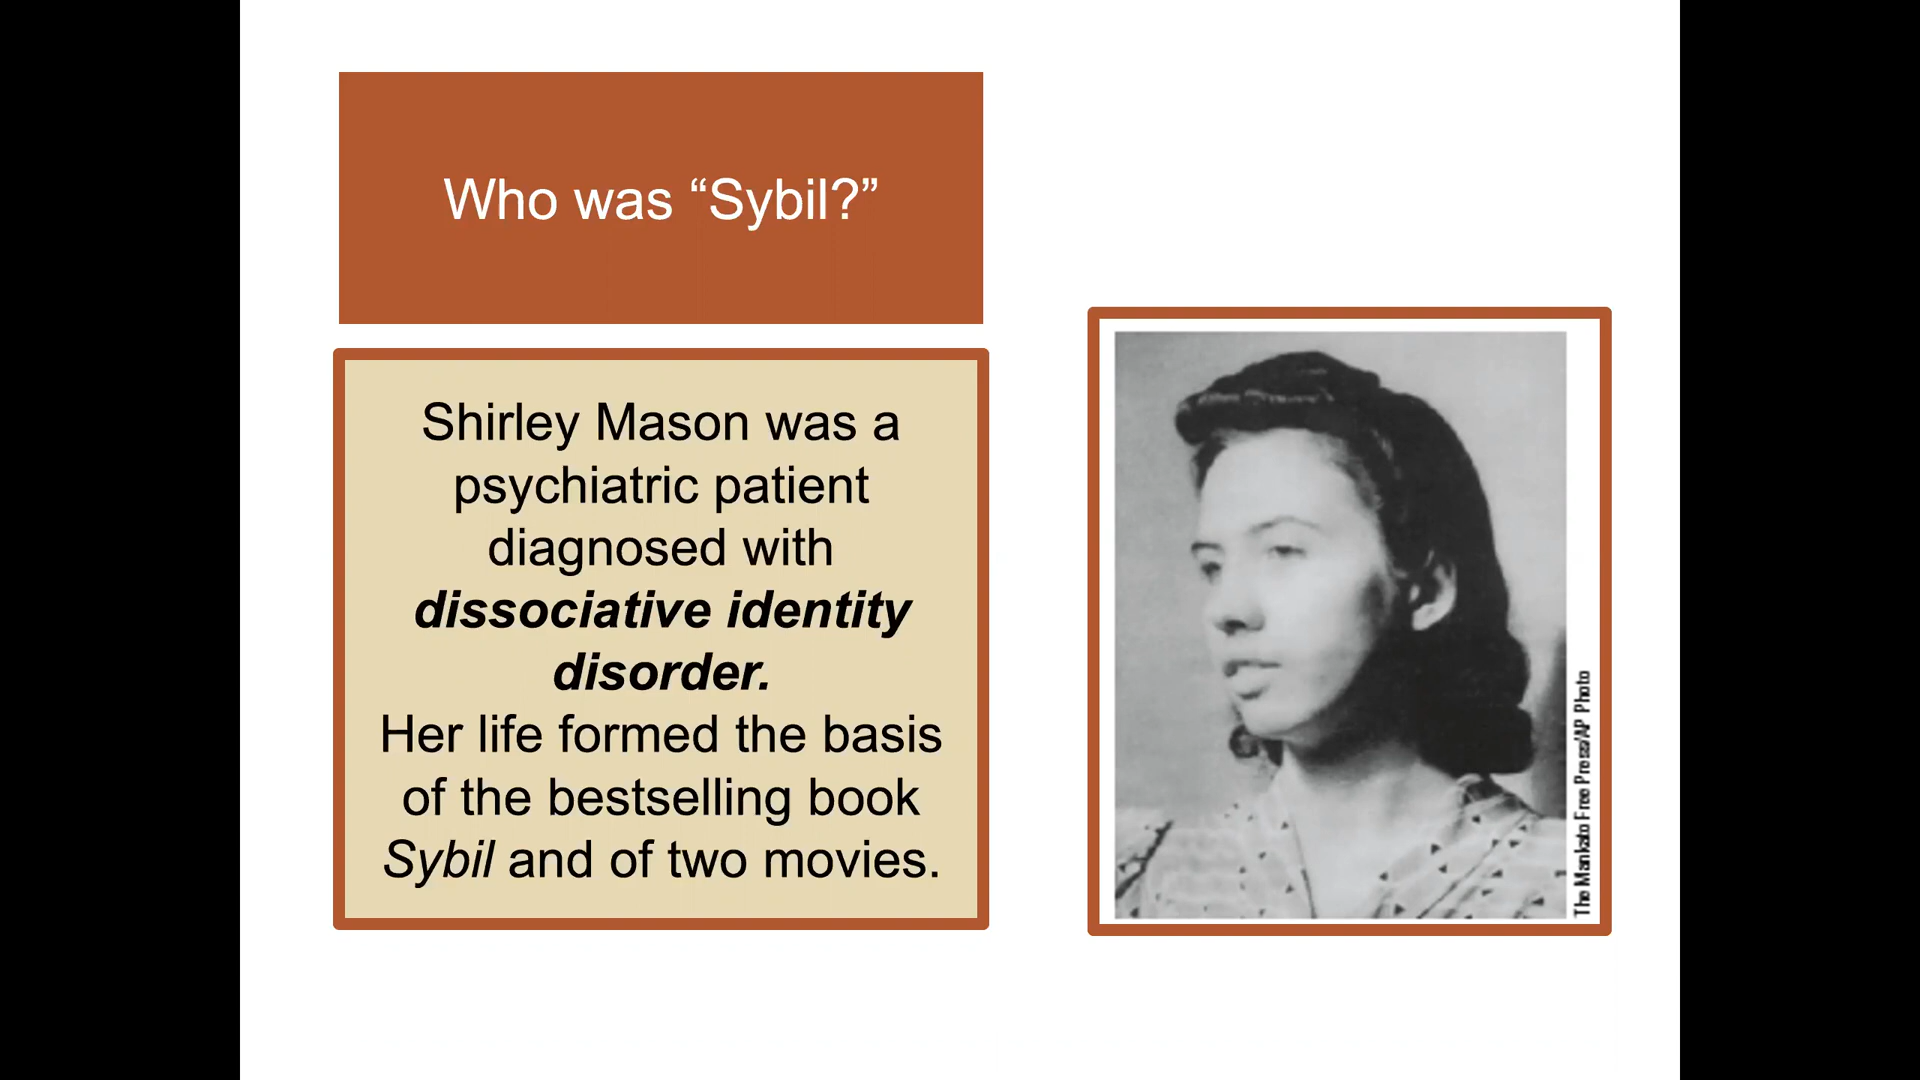 Who was “Sybil?”
Shirley Mason was a
psychiatric patient
diagnosed with
dissociative identity
disorder.
Her life formed the basis
of the bestselling book
Sybil and of two movies.
The Mankato Free Press/AP Photo